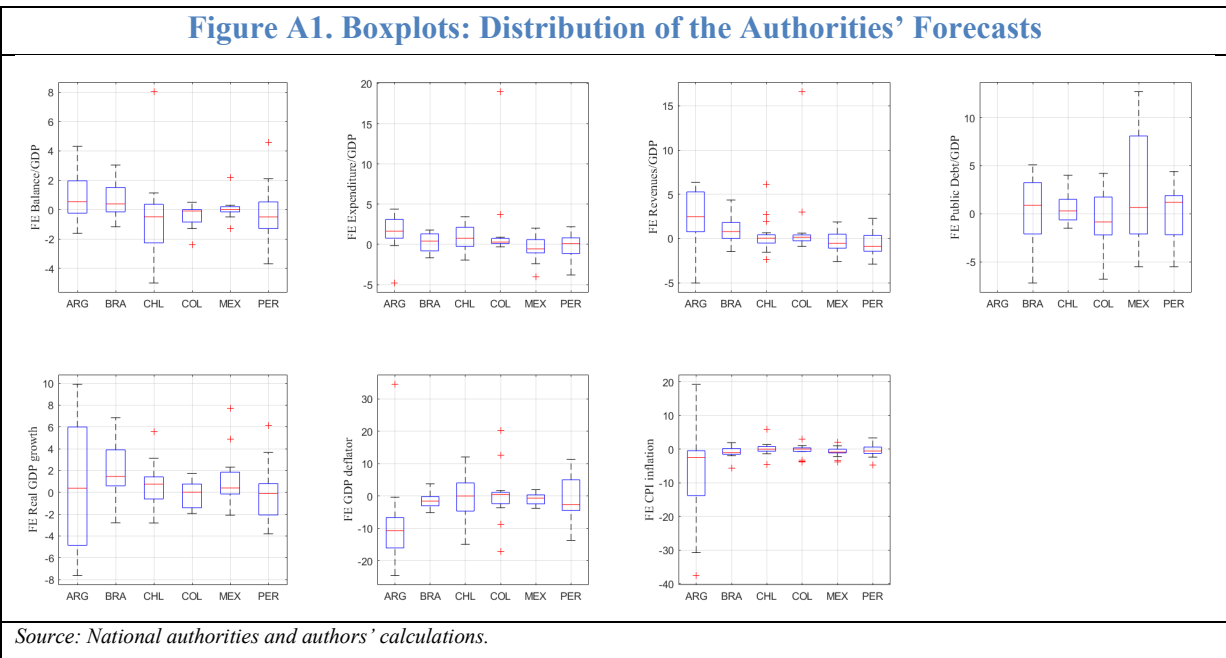 Figure A1. Boxplots: Distribution of the Authorities' Forecasts
FE Balance/GDP
8
6
4
2
0
-2
-4
ARG BRA CHL COL MEX PER
FE Expenditure/GDP
20
15
10
5
0
-5
ARG BRA CHL COL MEX PER
FE Revenues/GDP
15
10
5
0
-5
ARG BRA CHL COL MEX PER
FE Public Debt/GDP
10
5
0
-5
ARG BRA CHL COL MEX PER
FE Real GDP growth
10
8
6
4
2
0
-2
-4
-6
-8
ARG BRA CHL COL MEX PER
FE GDP deflator
30
20
10
0
-10
-20
ARG BRA CHL COL MEX PER
FE CPI inflation
20
10
0
-10
-20
-30
-40
ARG BRA CHL COL MEX PER
Source: National authorities and authors' calculations.